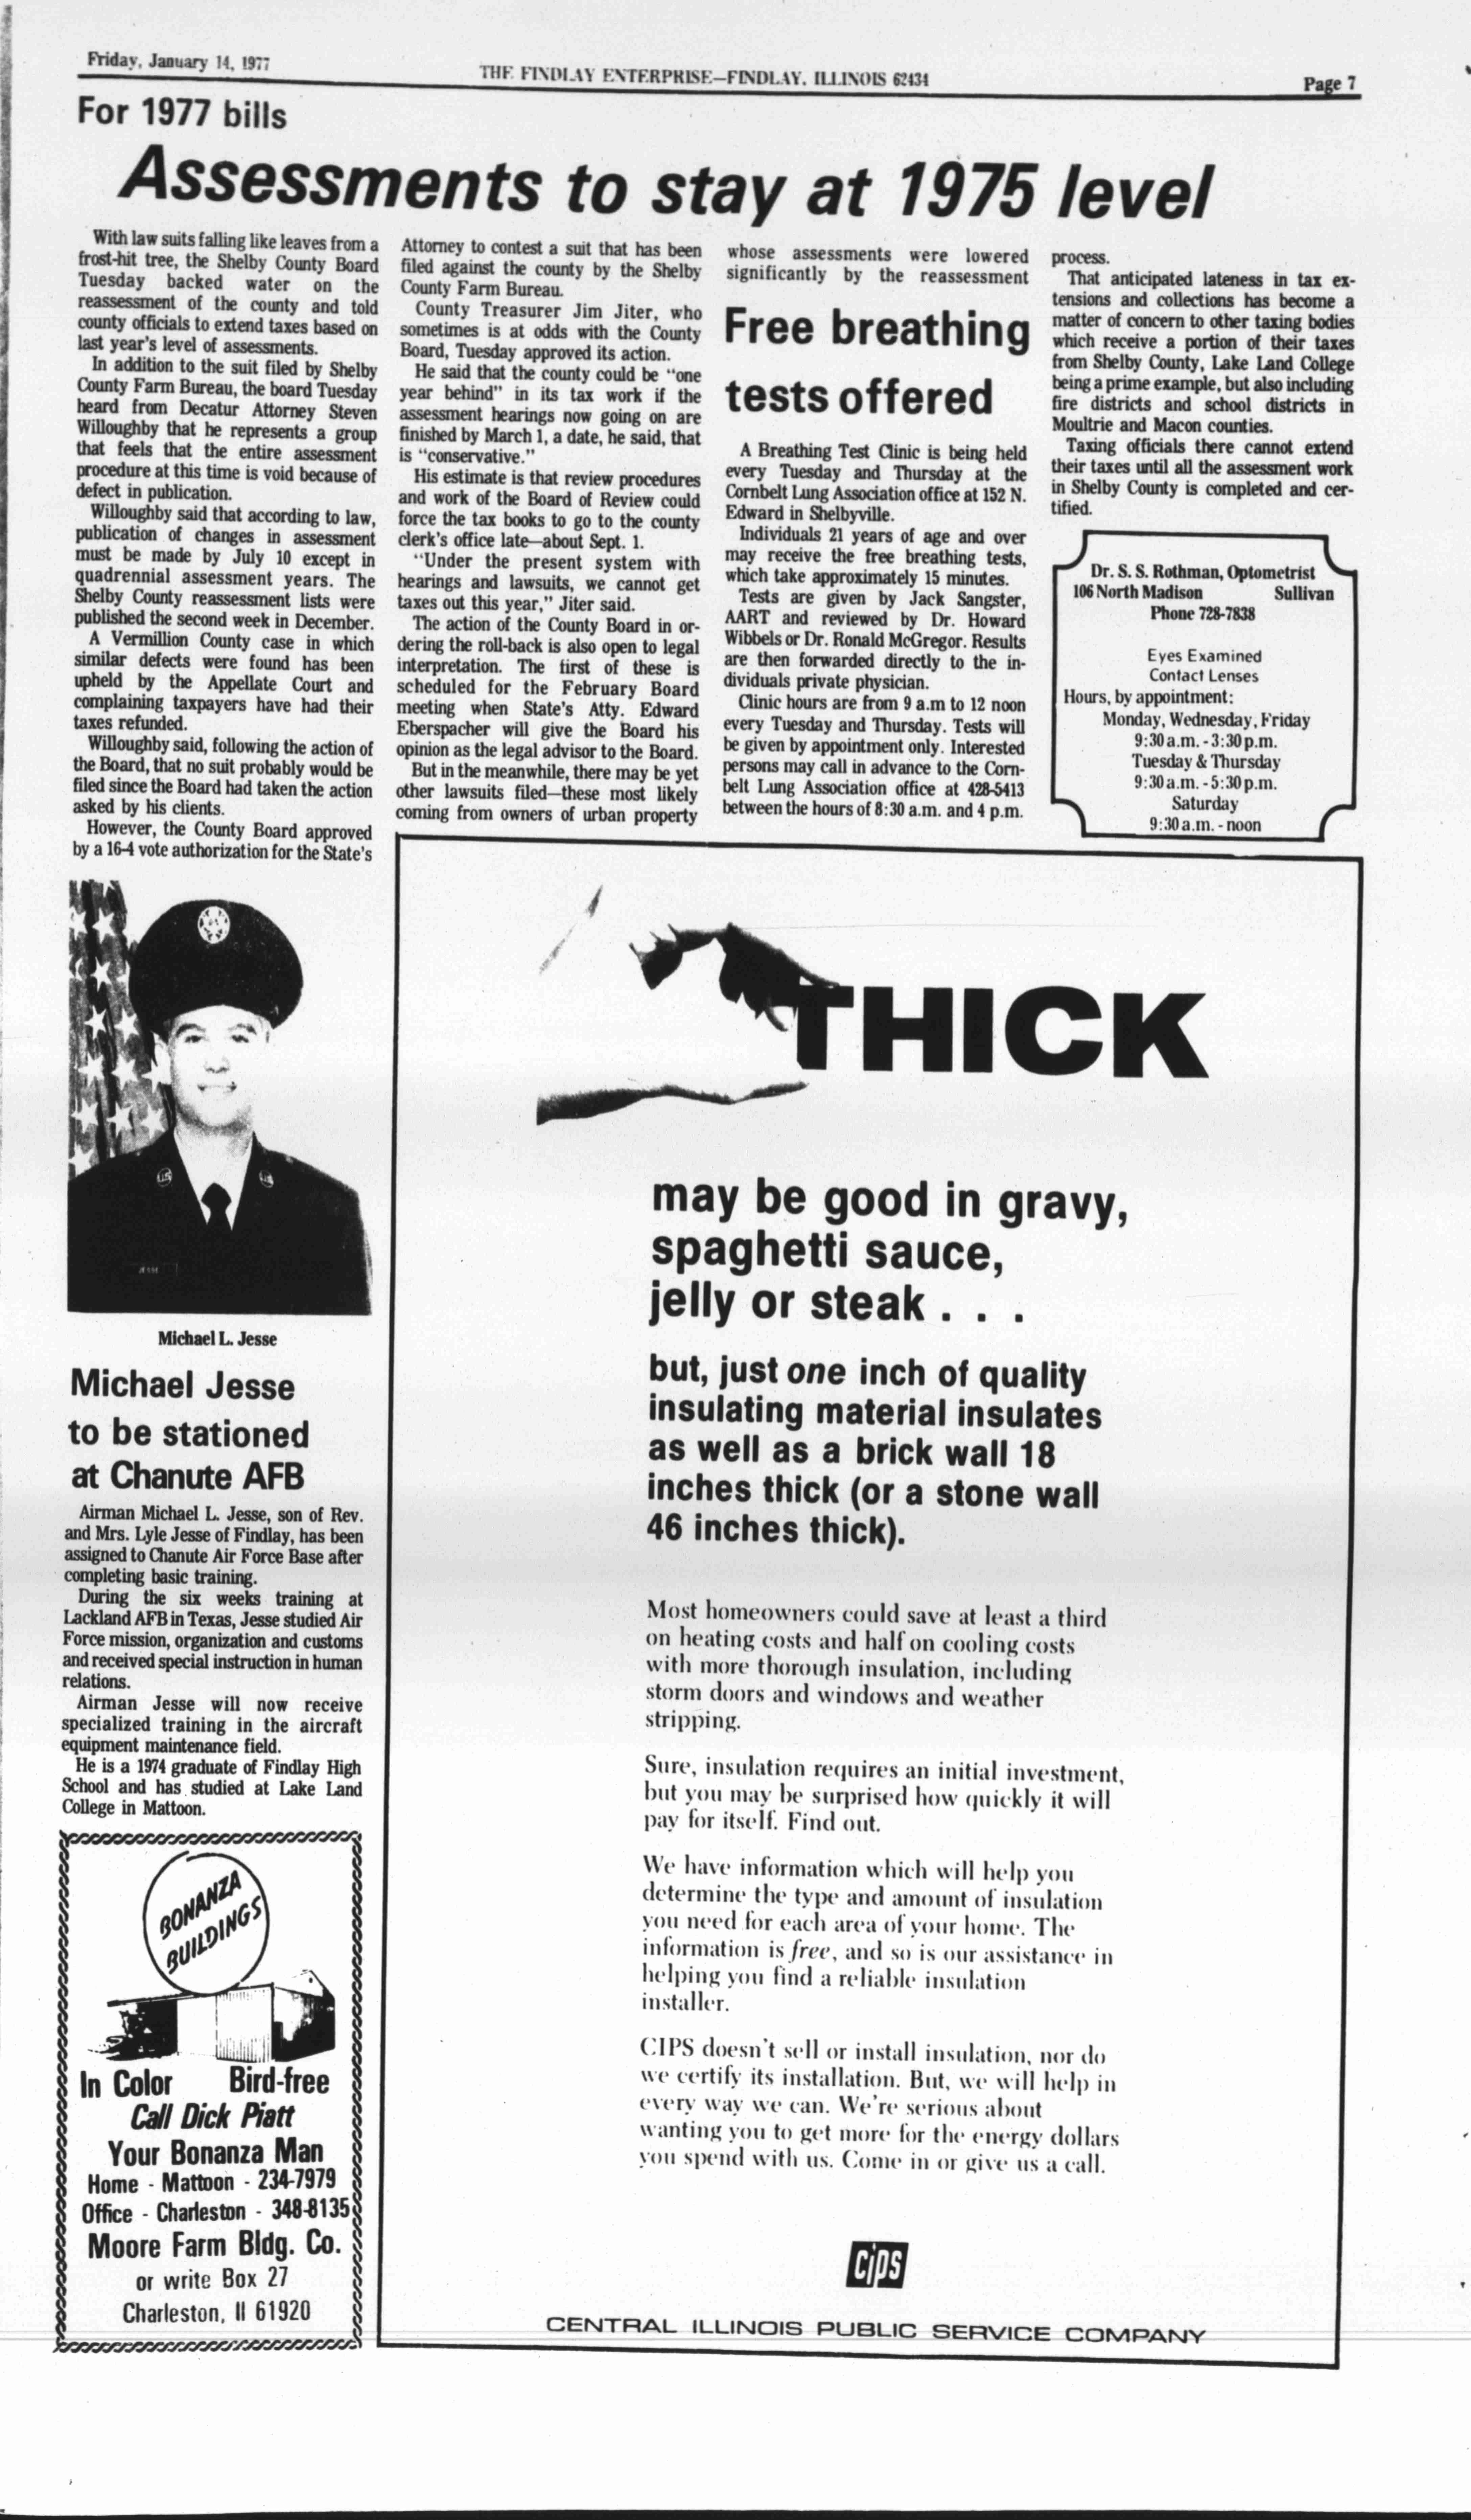 Friday, January 14, 1977
THE FINDLAY ENTERPRISE—FINDLAY, ILLINOIS 62434
Page 7
For 1977 bills
Assessments to stay at 1975 level
With law suits falling like leaves from a
frost-hit tree, the Shelby County Board
Tuesday backed water on the
reassessment of the county and told
county officials to extend taxes based on
last year's level of assessments.
In addition to the suit filed by Shelby
County Farm Bureau, the board Tuesday
heard from Decatur Attorney Steven
Willoughby that he represents a group
that feels that the entire assessment
procedure at this time is void because of
defect in publication.
Willoughby said that according to law,
publication of changes in assessment
must be made by July 10 except in
quadrennial assessment years. The
Shelby County reassessment lists were
published the second week in December.
A Vermillion County case in which
similar defects were found has been
upheld by the Appellate Court and
complaining taxpayers have had their
taxes refunded.
Willoughby said, following the action of
the Board, that no suit probably would be
filed since the Board had taken the action
asked by his clients.
However, the County Board approved
by a 16-4 vote authorization for the State's
Attorney to contest a suit that has been
filed against the county by the Shelby
County Farm Bureau.
County Treasurer Jim Jiter, who
sometimes is at odds with the County
Board, Tuesday approved its action.
He said that the county could be "one
year behind" in its tax work if the
assessment hearings now going on are
finished by March 1, a date, he said, that
is "conservative."
His estimate is that review procedures
and work of the Board of Review could
force the tax books to go to the county
clerk's office late—about Sept. 1.
"Under the present system with
hearings and lawsuits, we cannot get
taxes out this year," Jiter said.
The action of the County Board in or-
dering the roll-back is also open to legal
interpretation. The first of these is
scheduled for the February Board
meeting when State's Atty. Edward
Eberspacher will give the Board his
opinion as the legal advisor to the Board.
But in the meanwhile, there may be yet
other lawsuits filed—these most likely
coming from owners of urban property
whose assessments were lowered
significantly by the reassessment
process.
That anticipated lateness in tax ex-
tensions and collections has become a
matter of concern to other taxing bodies
which receive a portion of their taxes
from Shelby County, Lake Land College
being a prime example, but also including
fire districts and school districts in
Moultrie and Macon counties.
Taxing officials there cannot extend
their taxes until all the assessment work
in Shelby County is completed and cer-
tified.
Free breathing
tests offered
A Breathing Test Clinic is being held
every Tuesday and Thursday at the
Cornbelt Lung Association office at 152 N.
Edward in Shelbyville.
Individuals 21 years of age and over
may receive the free breathing tests,
which take approximately 15 minutes.
Tests are given by Jack Sangster,
AART and reviewed by Dr. Howard
Wibbels or Dr. Ronald McGregor. Results
are then forwarded directly to the in-
dividuals private physician.
Clinic hours are from 9 a.m to 12 noon
every Tuesday and Thursday. Tests will
be given by appointment only. Interested
persons may call in advance to the Corn-
belt Lung Association office at 428-5413
between the hours of 8:30 a.m. and 4 p.m.
Dr. S. S. Rothman, Optometrist
106 North Madison Sullivan
Phone 728-7838
Eyes Examined
Contact Lenses
Hours, by appointment:
Monday, Wednesday, Friday
9:30 a.m. - 3:30 p.m.
Tuesday & Thursday
9:30 a.m. - 5:30 p.m.
Saturday
9:30 a.m. - noon
Michael L. Jesse
Michael Jesse
to be stationed
at Chanute AFB
Airman Michael L. Jesse, son of Rev.
and Mrs. Lyle Jesse of Findlay, has been
assigned to Chanute Air Force Base after
completing basic training.
During the six weeks training at
Lackland AFB in Texas, Jesse studied Air
Force mission, organization and customs
and received special instruction in human
relations.
Airman Jesse will now receive
specialized training in the aircraft
equipment maintenance field.
He is a 1974 graduate of Findlay High
School and has studied at Lake Land
College in Mattoon.
BONANZA
BUILDINGS
In Color Bird-free
Call Dick Piatt
Your Bonanza Man
Home - Mattoon - 234-7979
Office - Charleston - 348-8135
Moore Farm Bldg. Co.
or write Box 27
Charleston, Il 61920
THICK
may be good in gravy,
spaghetti sauce,
jelly or steak . . .
but, just one inch of quality
insulating material insulates
as well as a brick wall 18
inches thick (or a stone wall
46 inches thick).
Most homeowners could save at least a third
on heating costs and half on cooling costs
with more thorough insulation, including
storm doors and windows and weather
stripping.
Sure, insulation requires an initial investment,
but you may be surprised how quickly it will
pay for itself. Find out.
We have information which will help you
determine the type and amount of insulation
you need for each area of your home. The
information is free, and so is our assistance in
helping you find a reliable insulation
installer.
CIPS doesn't sell or install insulation, nor do
we certify its installation. But, we will help in
every way we can. We're serious about
wanting you to get more for the energy dollars
you spend with us. Come in or give us a call.
CIPS
CENTRAL ILLINOIS PUBLIC SERVICE COMPANY